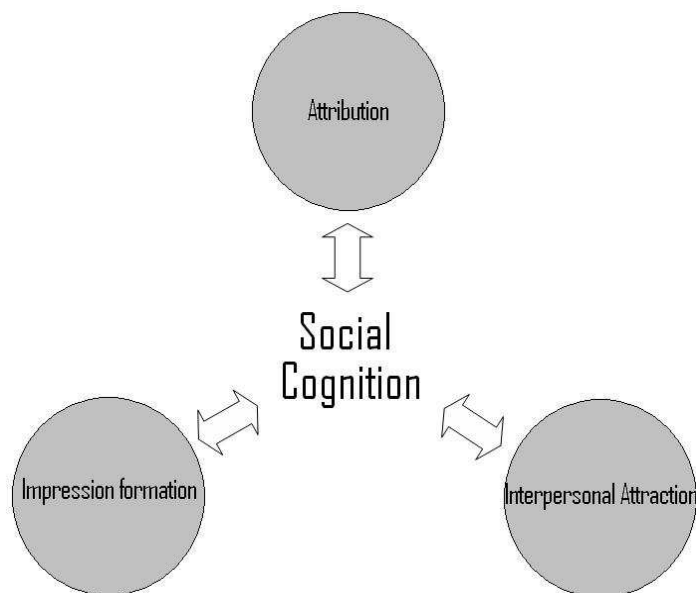 Attribution
Social
Cognition
Impression formation
Interpersonal Attraction